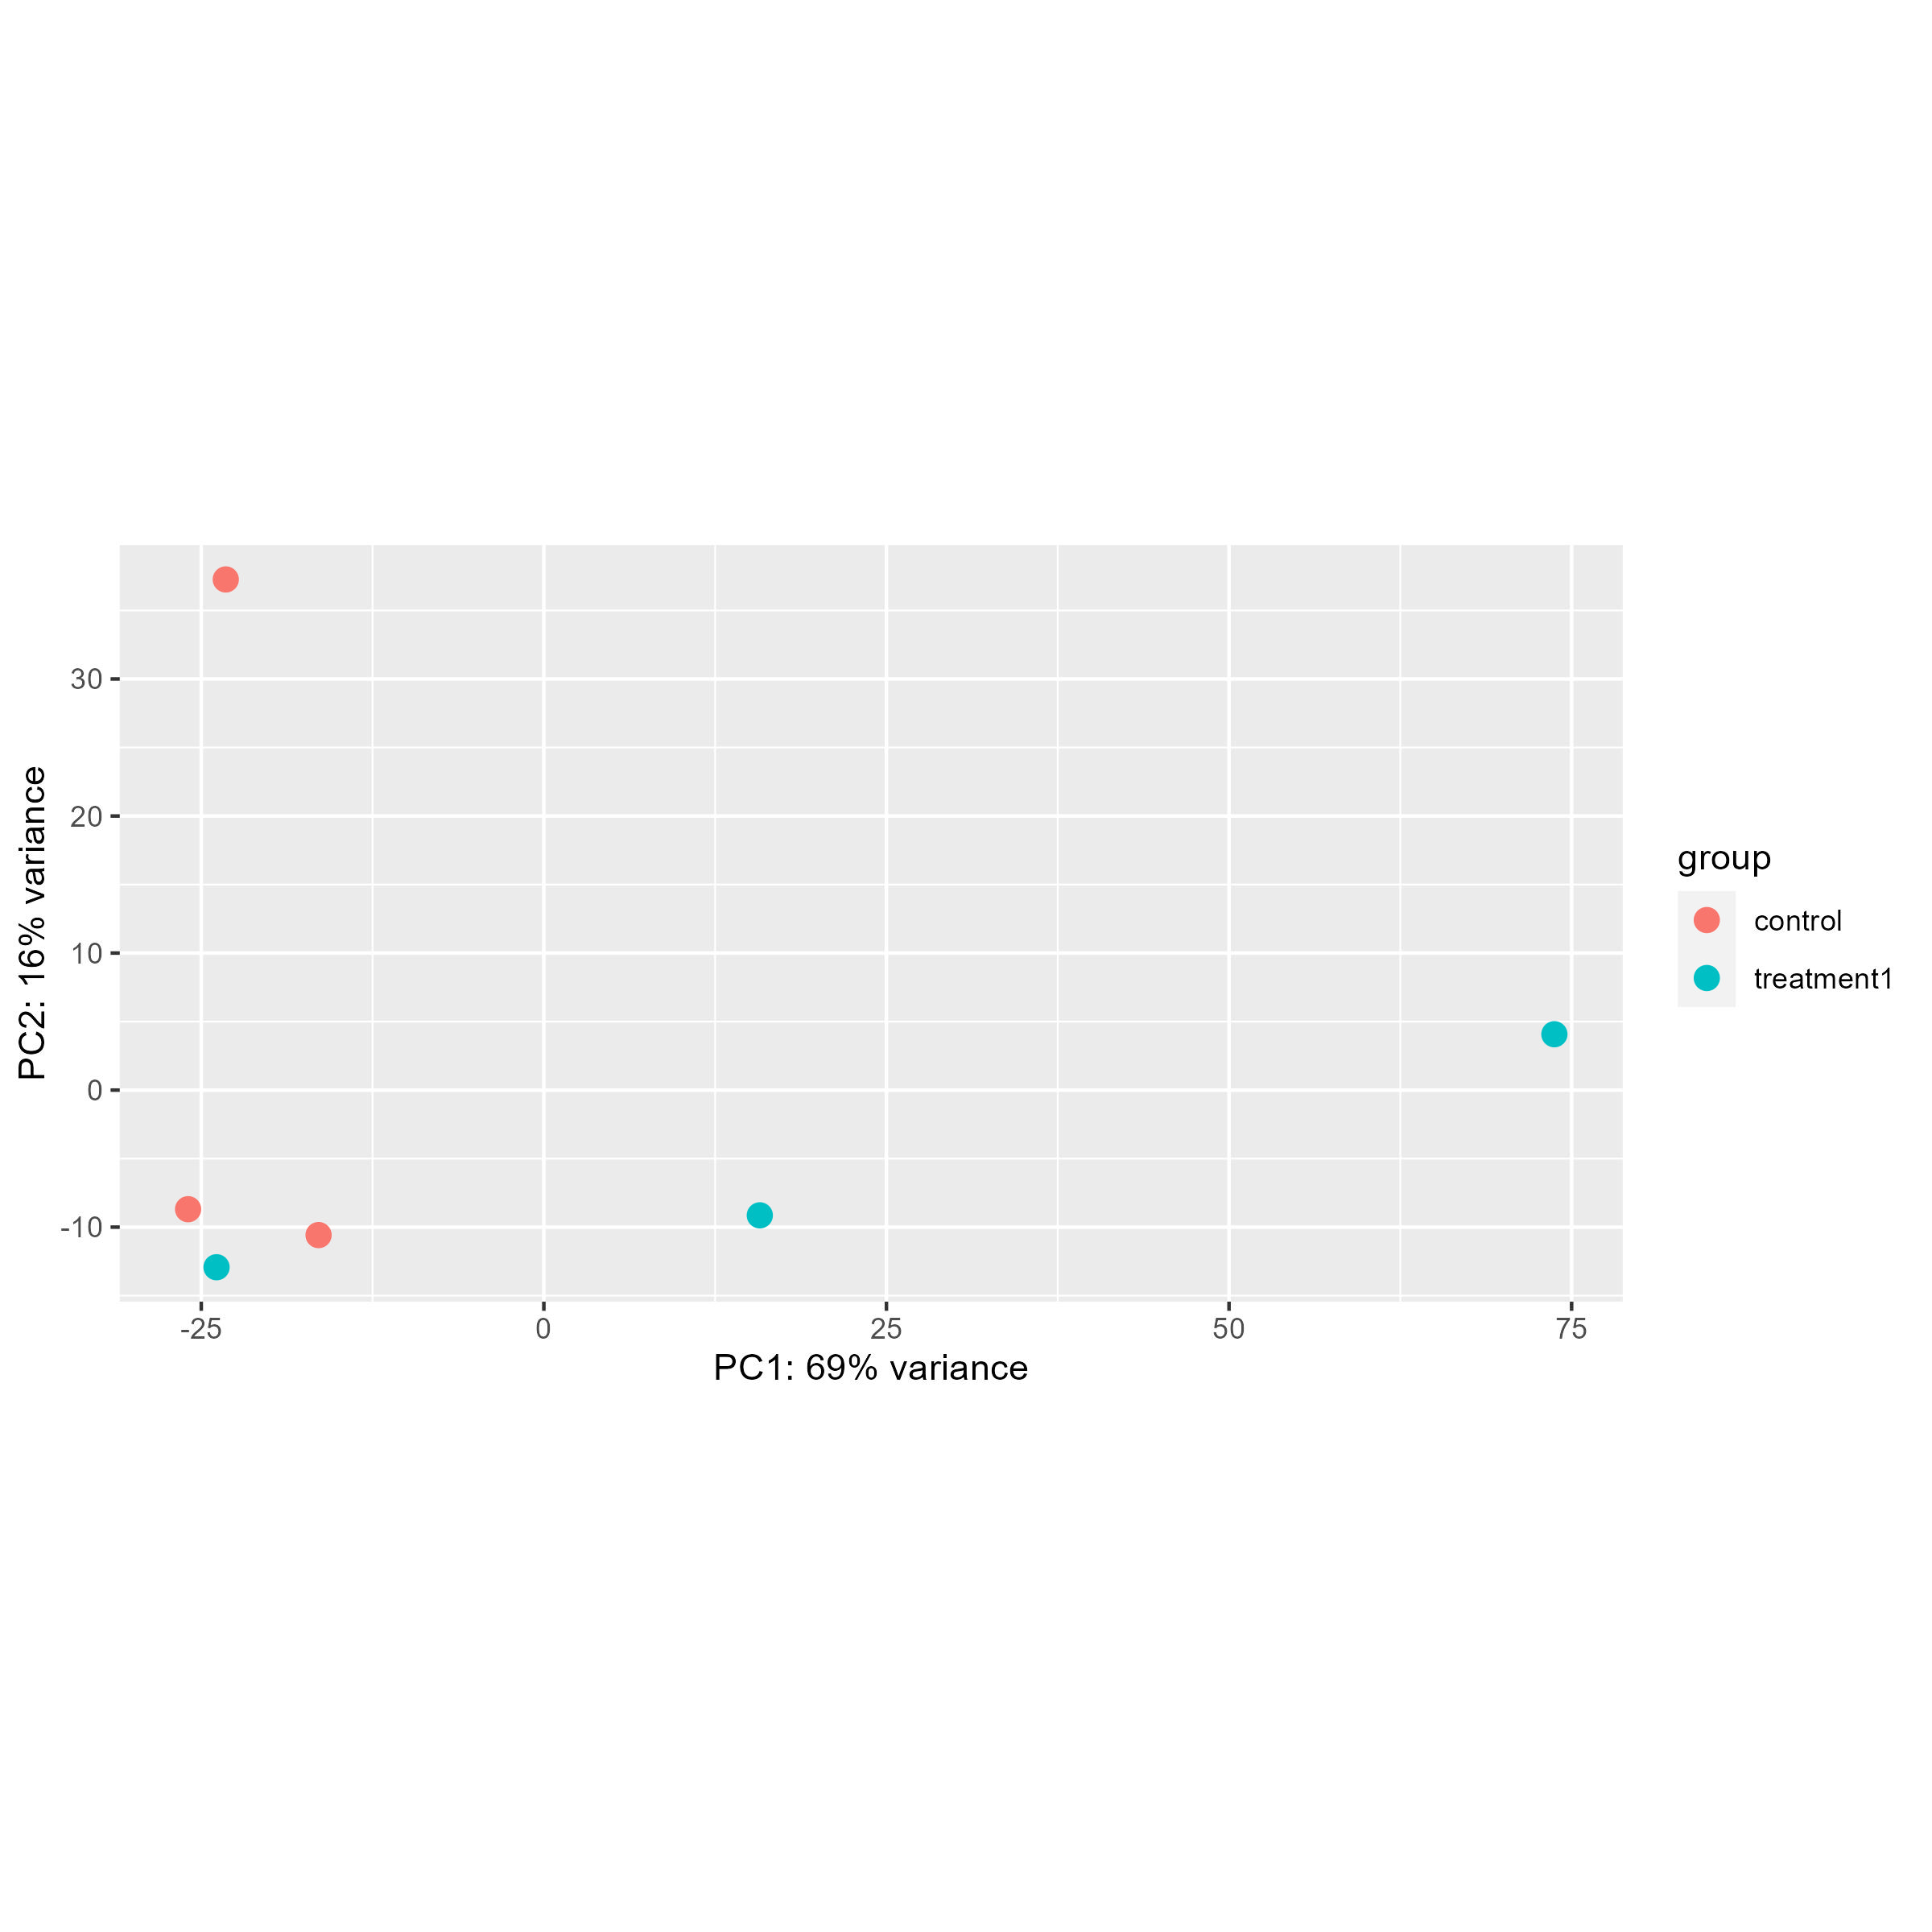 30
20
10
0
-10
PC2: 16% variance
-25 0 25 50 75
PC1: 69% variance
group
control
treatment1